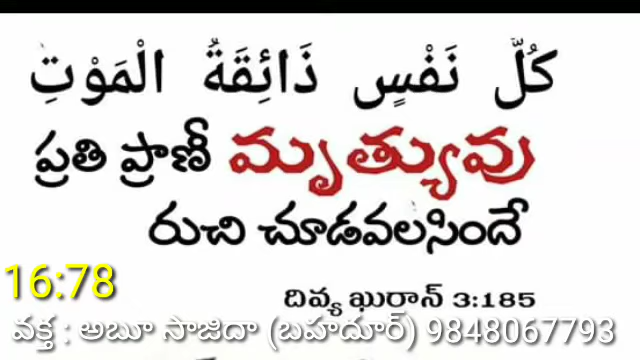 كُلُّ نَفْسٍ ذَائِقَةُ الْمَوْتِ
ప్రతి ప్రాణీ మృత్యువు
రుచి చూడవలసిందే
16:78
దివ్య ఖురాన్ 3:185
వక్త : అబూ సాజిదా (బహదూర్) 9848067793